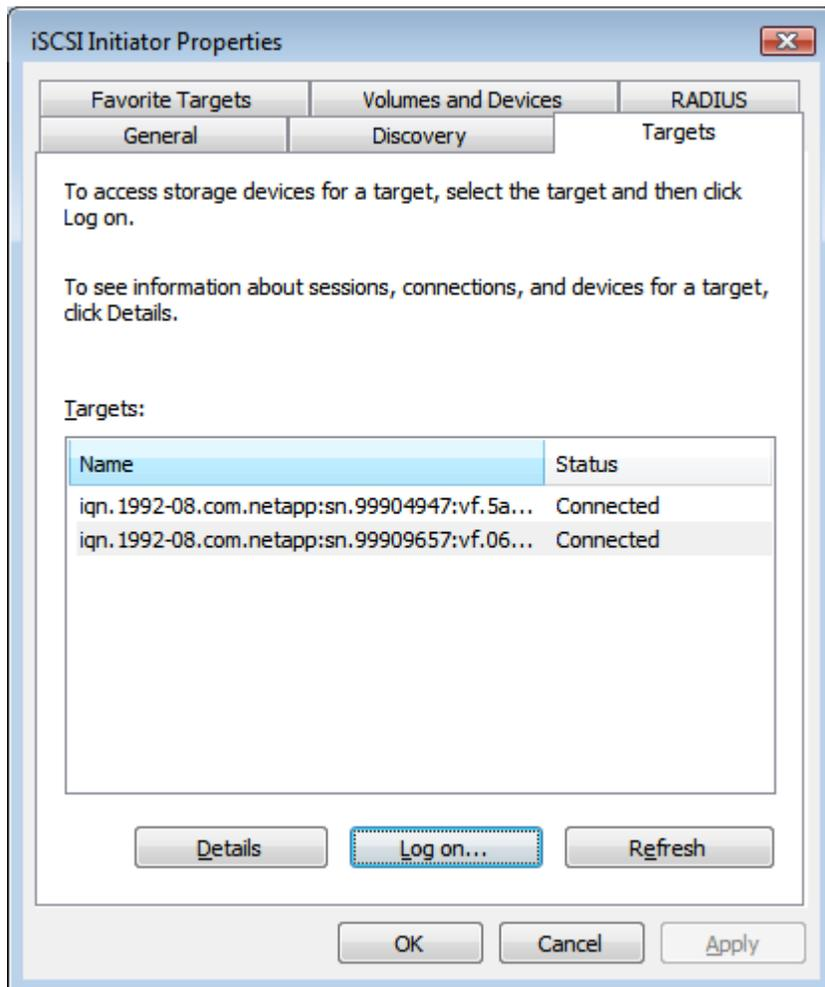 iSCSI Initiator Properties
Favorite Targets
Volumes and Devices
RADIUS
General
Discovery
Targets
To access storage devices for a target, select the target and then click
Log on.
To see information about sessions, connections, and devices for a target,
click Details.
Targets:
Name
Status
iqn.1992-08.com.netapp:sn.99904947:vf.5a... Connected
iqn.1992-08.com.netapp:sn.99909657:vf.06... Connected
Details
Log on...
Refresh
OK
Cancel
Apply